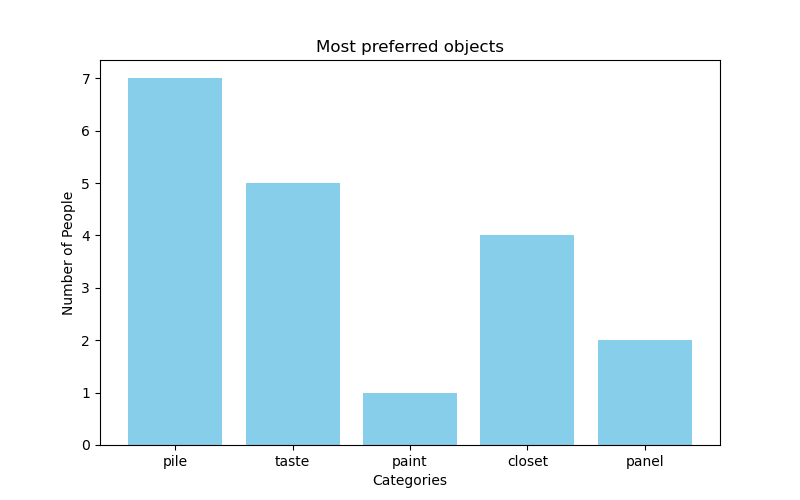 Most preferred objects
7
6
5
4
3
2
1
0
Number of People
pile taste paint closet panel
Categories